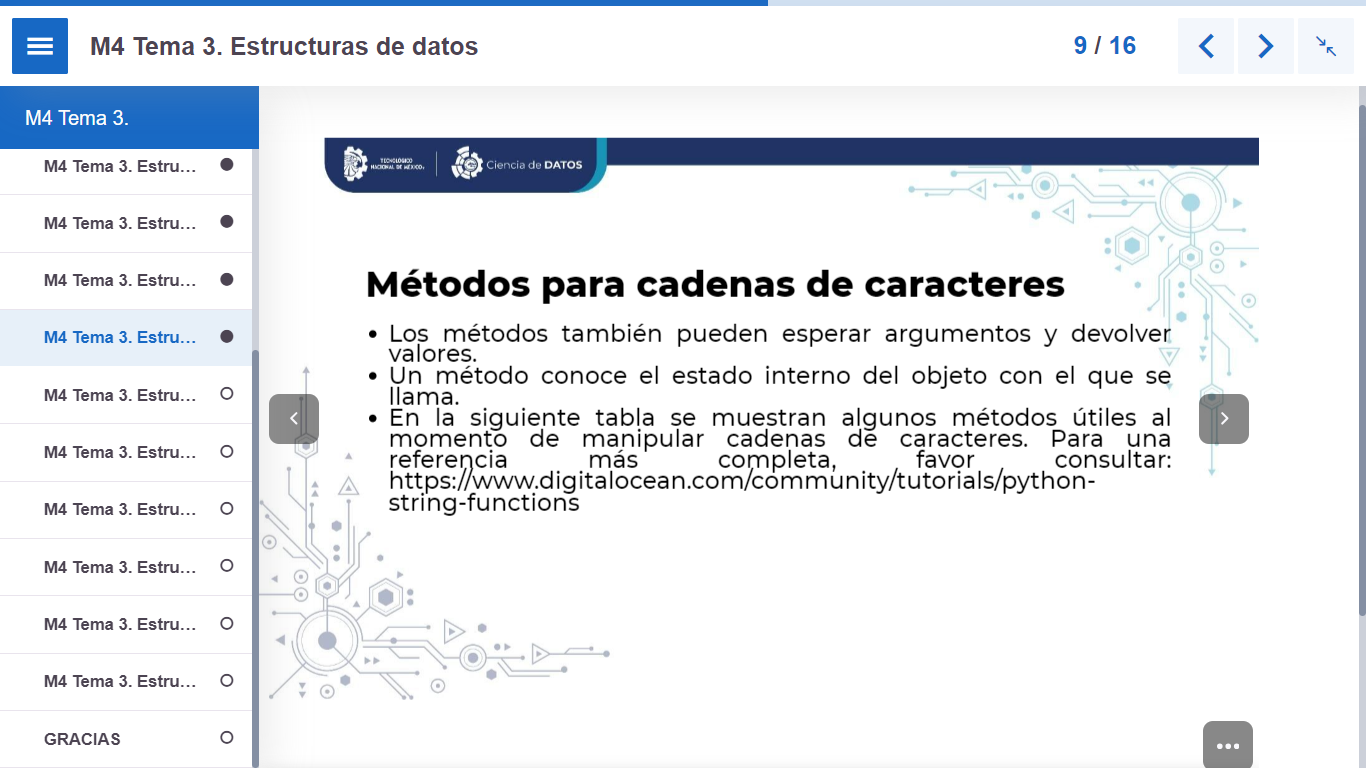 M4 Tema 3. Estructuras de datos
9 / 16
M4 Tema 3.
M4 Tema 3. Estru...
M4 Tema 3. Estru...
M4 Tema 3. Estru...
M4 Tema 3. Estru...
M4 Tema 3. Estru...
M4 Tema 3. Estru...
M4 Tema 3. Estru...
M4 Tema 3. Estru...
M4 Tema 3. Estru...
M4 Tema 3. Estru...
GRACIAS
TECNOLÓGICO
NACIONAL DE MÉXICO
Ciencia de DATOS
Métodos para cadenas de caracteres
• Los métodos también pueden esperar argumentos y devolver
valores.
• Un método conoce el estado interno del objeto con el que se
llama.
• En la siguiente tabla se muestran algunos métodos útiles al
momento de manipular cadenas de caracteres. Para una
referencia más completa, favor consultar:
https://www.digitalocean.com/community/tutorials/python-
string-functions